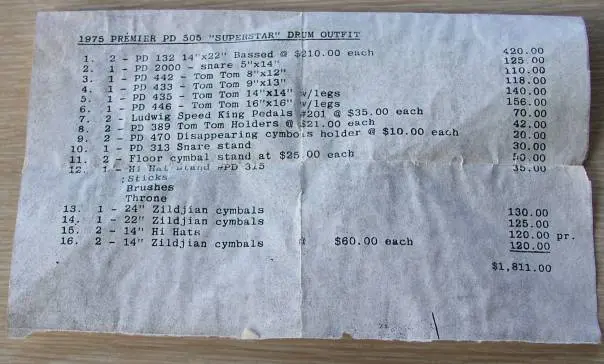 1975 PREMIER PD 505 "SUPERSTAR" DRUM OUTFIT
1. 2 - PD 132 14"x22" Bassed @ $210.00 each 420.00
2. 1 - PD 2000 - snare 5"x14" 125.00
3. 1 - PD 442 - Tom Tom 8"x12" 110.00
4. 1 - PD 433 - Tom Tom 9"x13" 118.00
5. 1 - PD 435 - Tom Tom 14"x14" w/legs 140.00
6. 1 - PD 446 - Tom Tom 16"x16" w/legs 156.00
7. 2 - Ludwig Speed King Pedals #201 @ $35.00 each 70.00
8. 2 - PD 389 Tom Tom Holders @ $21.00 each 42.00
9. 2 - PD 470 Disappearing cymbols holder @ $10.00 each 20.00
10. 1 - PD 313 Snare stand 30.00
11. 2 - Floor cymbal stand at $25.00 each 50.00
12. 1 - Hi Hat stand #PD 315 35.00
Sticks
Brushes
Throne
13. 1 - 24" Zildjian cymbals 130.00
14. 1 - 22" Zildjian cymbals 125.00
15. 2 - 14" Hi Hats 120.00 pr.
16. 2 - 14" Zildjian cymbals @ $60.00 each 120.00
$1,811.00